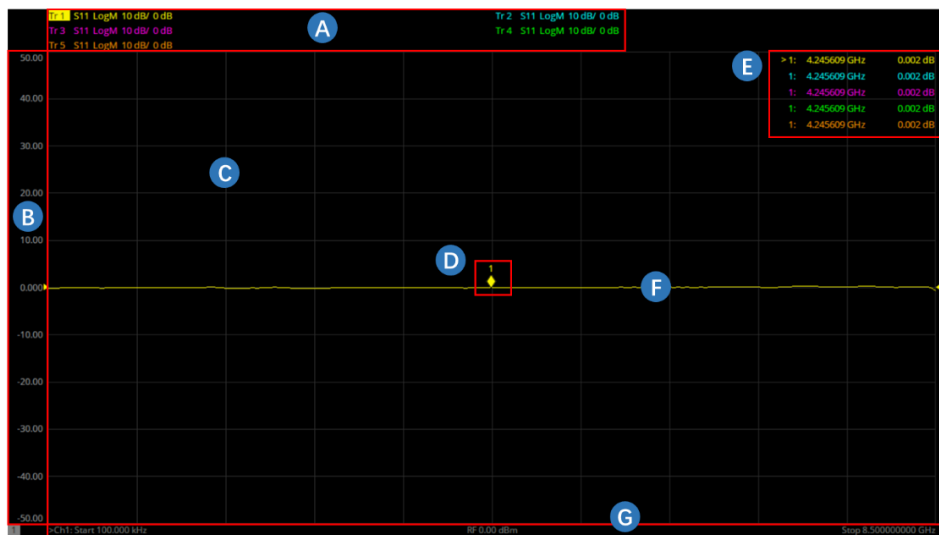 Tr 1 S11 LogM 10 dB/ 0 dB
Tr 2 S11 LogM 10 dB/ 0 dB
Tr 3 S11 LogM 10 dB/ 0 dB
A
Tr 4 S11 LogM 10 dB/ 0 dB
Tr 5 S11 LogM 10 dB/ 0 dB
50.00
E
> 1: 4.245609 GHz 0.002 dB
1: 4.245609 GHz 0.002 dB
1: 4.245609 GHz 0.002 dB
1: 4.245609 GHz 0.002 dB
1: 4.245609 GHz 0.002 dB
40.00
30.00
C
20.00
B
10.00
D
1
0.000
F
-10.00
-20.00
-30.00
-40.00
-50.00
G
1 >Ch1: Start 100.000 kHz RF 0.00 dBm Stop 8.500000000 GHz